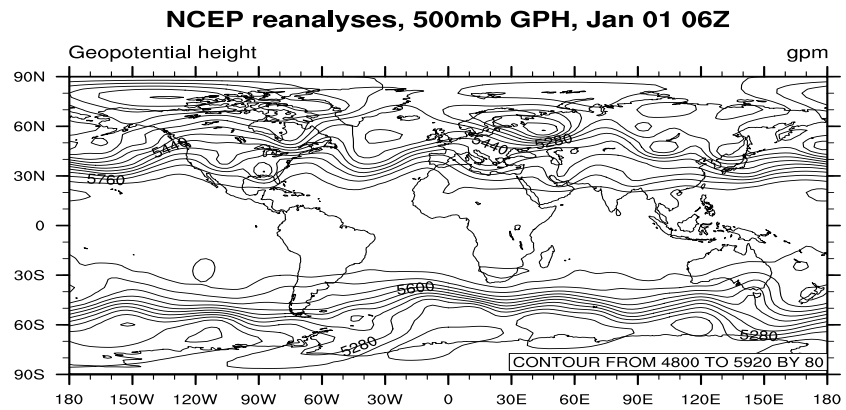 NCEP reanalyses, 500mb GPH, Jan 01 06Z
Geopotential height gpm
90N
60N
30N
0
30S
60S
90S
5440
5760
5440
5280
5600
5280
5280
CONTOUR FROM 4800 TO 5920 BY 80
180 150W 120W 90W 60W 30W 0 30E 60E 90E 120E 150E 180